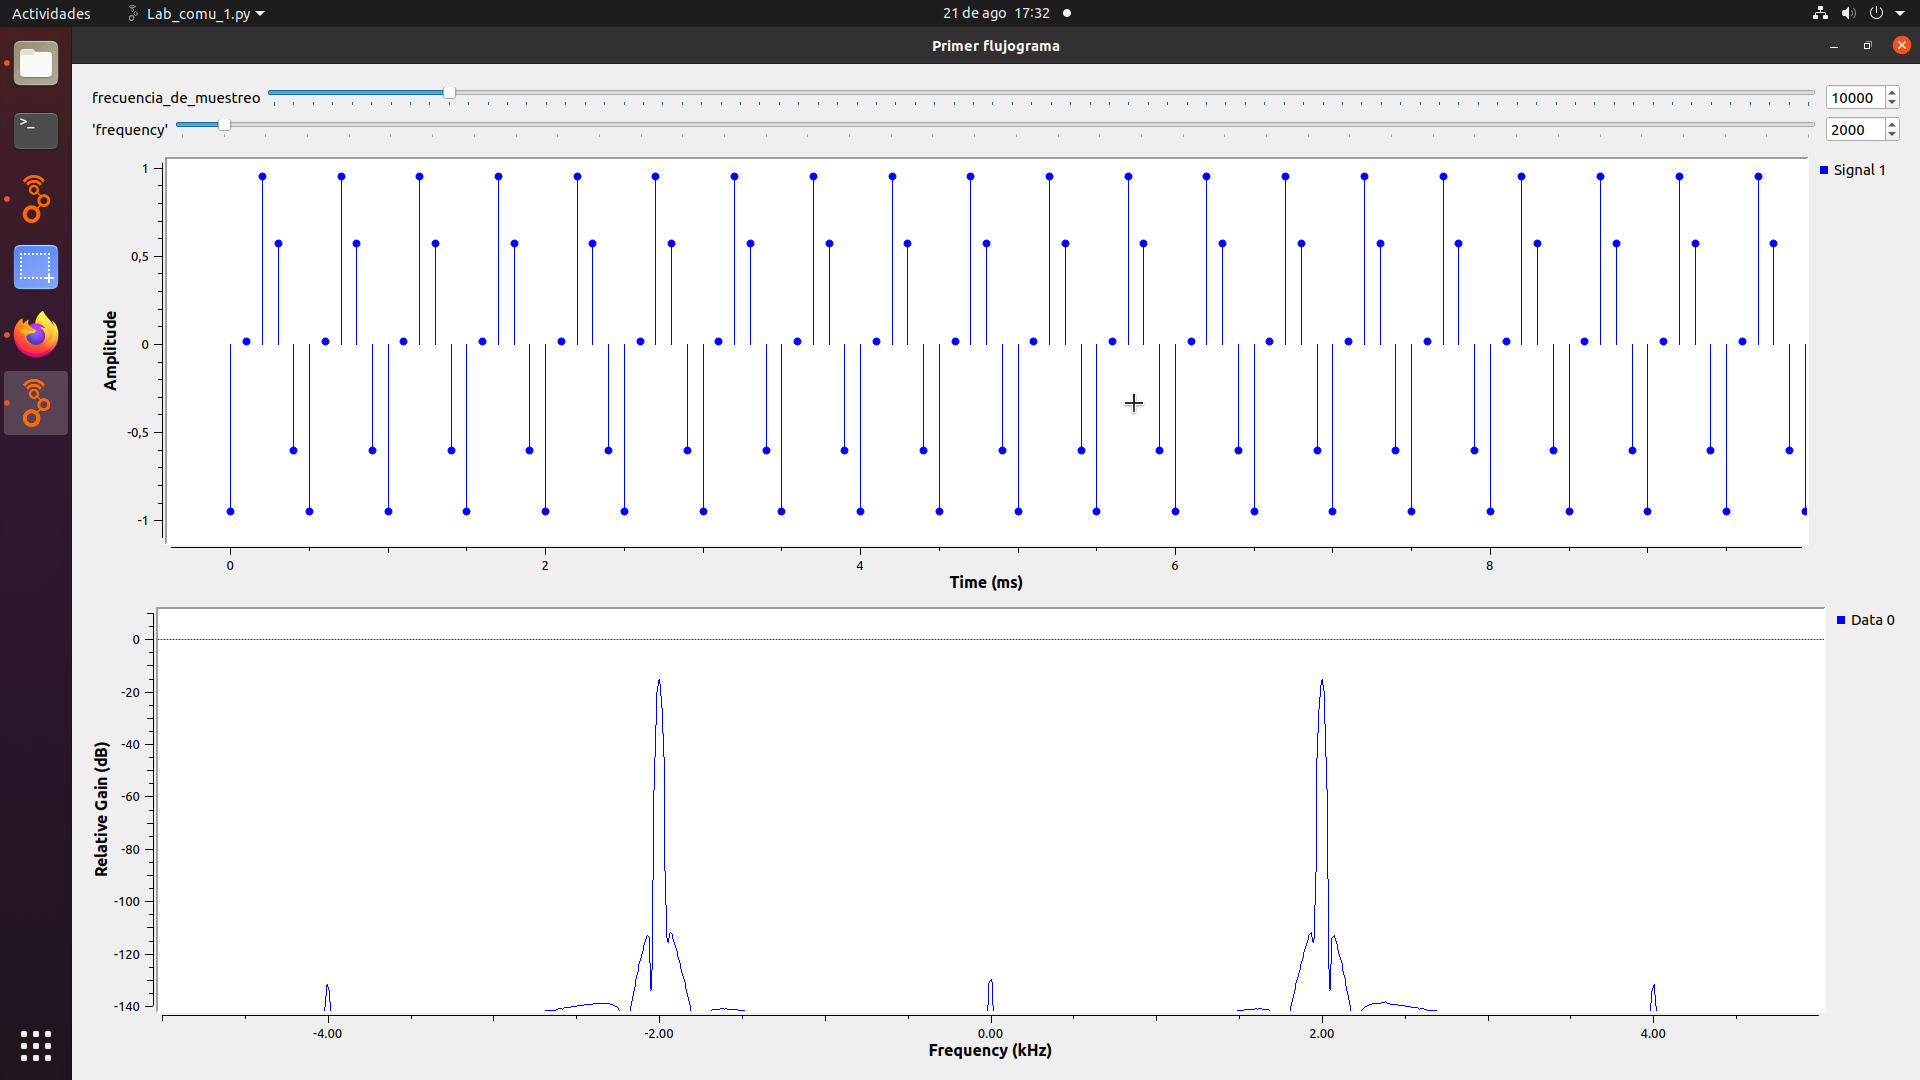 Actividades Lab_comu_1.py 21 de ago 17:32
Primer flujograma
frecuencia_de_muestreo 10000
'frequency' 2000
Signal 1
1
0,5
0
-0,5
-1
Amplitude
0 2 4 6 8
Time (ms)
Data 0
0
-20
-40
-60
-80
-100
-120
-140
Relative Gain (dB)
-4.00 -2.00 0.00 2.00 4.00
Frequency (kHz)